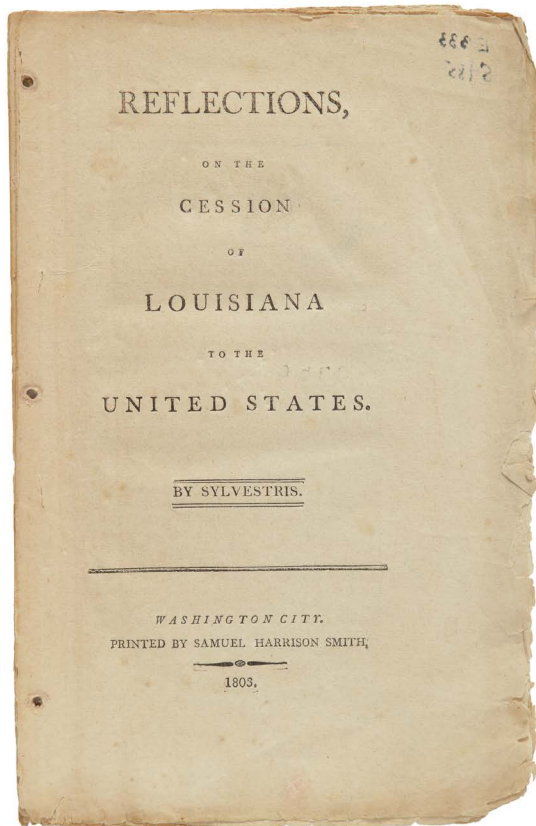 REFLECTIONS,
ON THE
CESSION
OF
LOUISIANA
TO THE
UNITED STATES.
BY SYLVESTRIS.
WASHINGTON CITY.
PRINTED BY SAMUEL HARRISON SMITH,
1803.